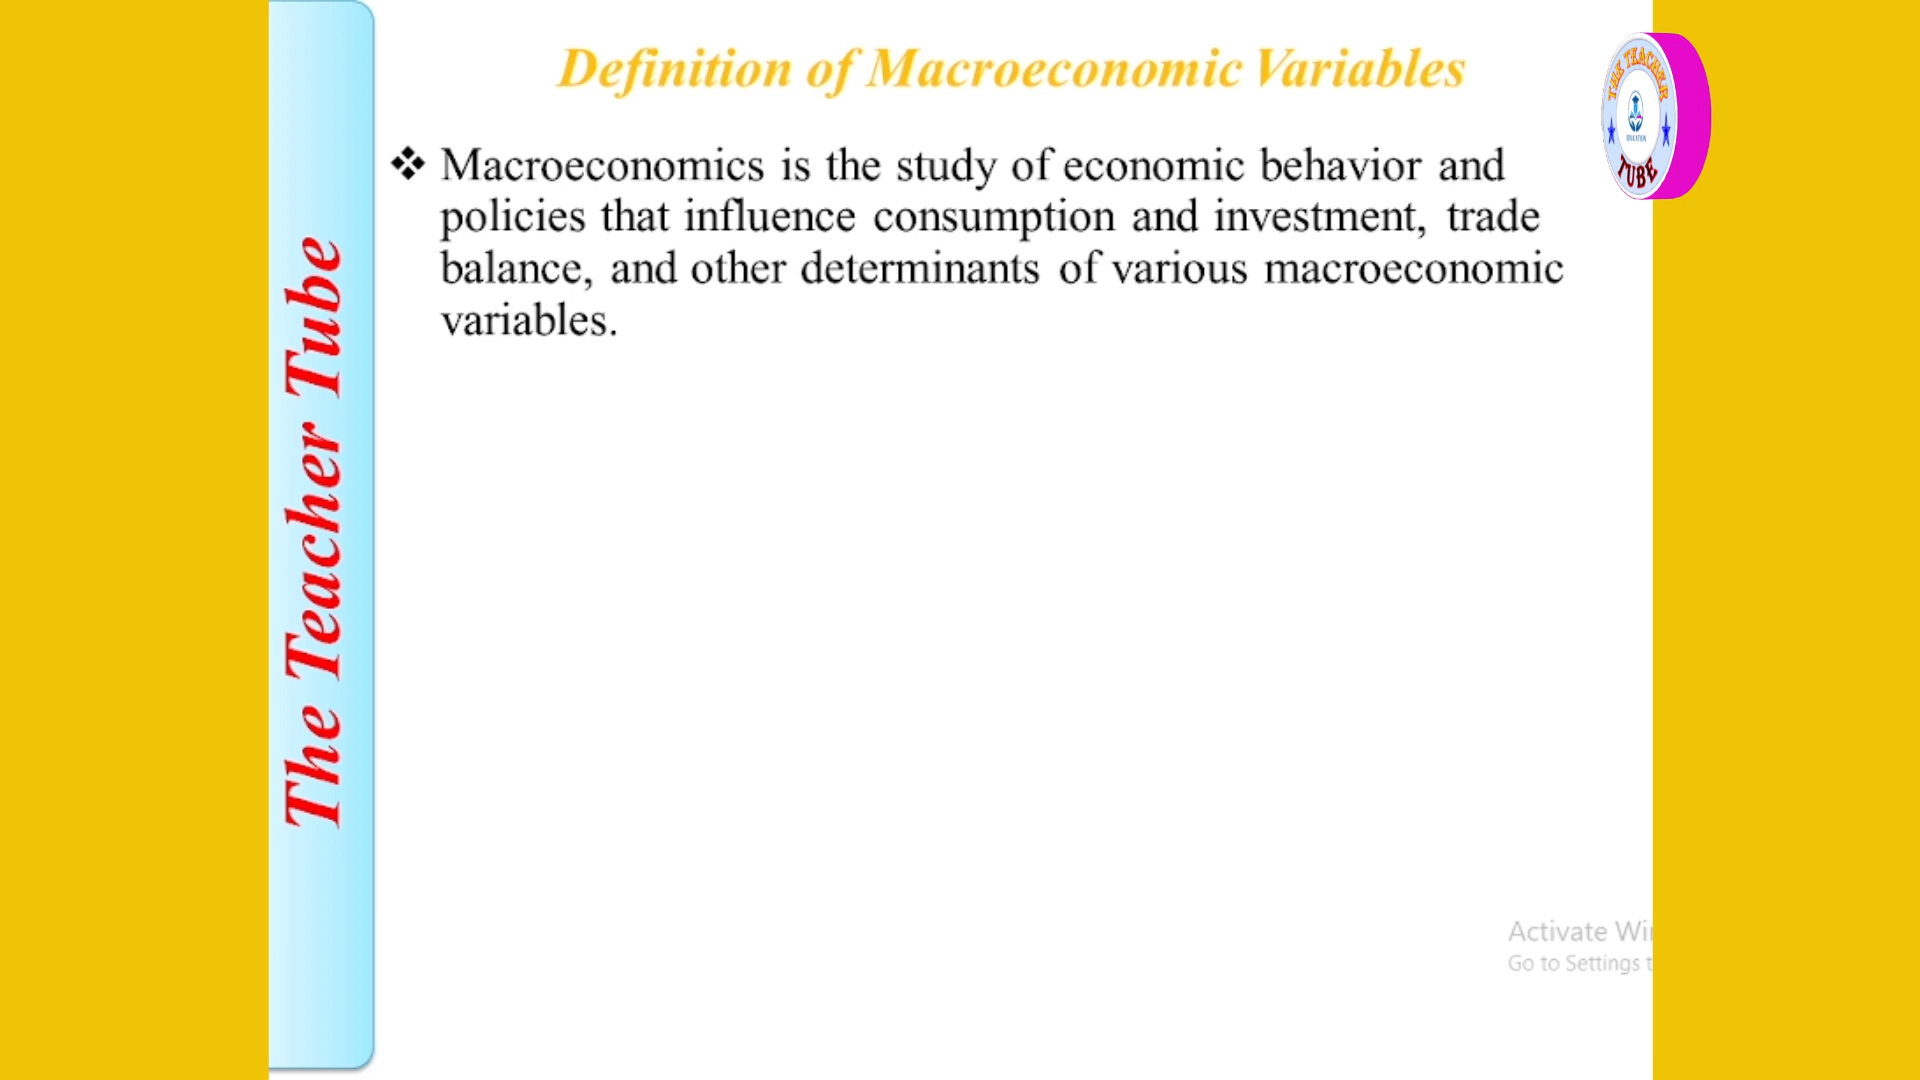 Definition of Macroeconomic Variables
THE TEACHER
EDUCATION
TUBE
❖ Macroeconomics is the study of economic behavior and
policies that influence consumption and investment, trade
balance, and other determinants of various macroeconomic
variables.
The Teacher Tube
Activate Wi
Go to Settings t